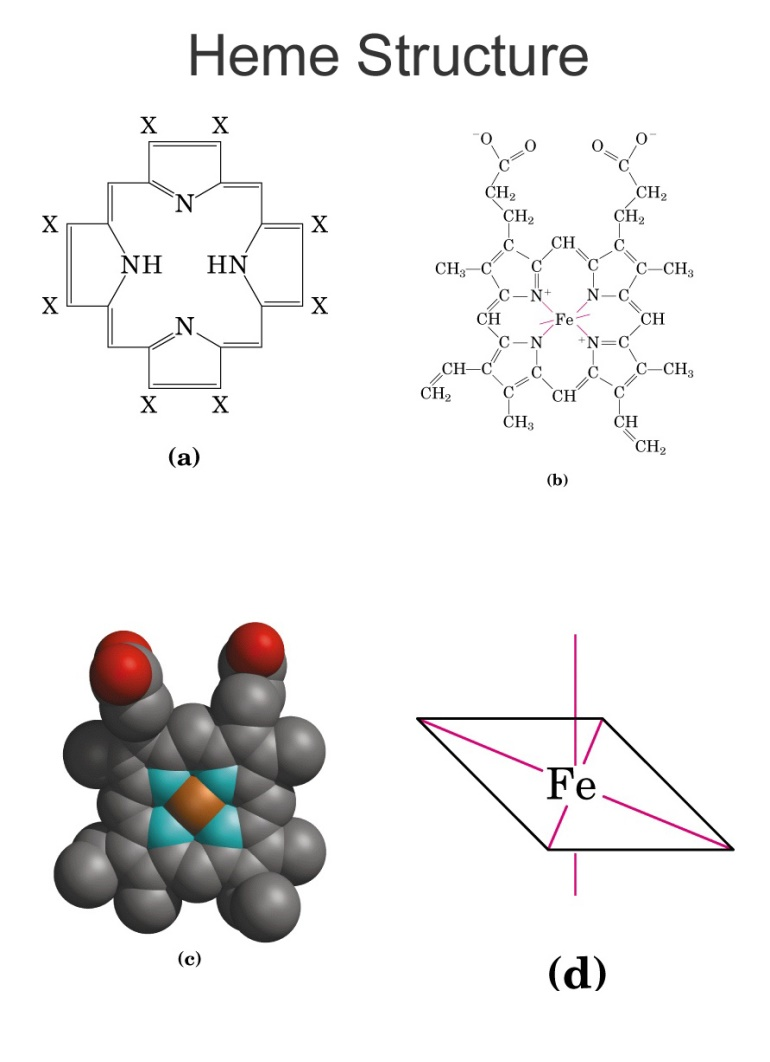 Heme Structure
X X
N
X X
NH HN
X X
N
X X
(a)
⁻O O O O⁻
C C
CH₂ CH₂
CH₂ CH₂
C CH C
CH₃ C C C C CH₃
C N⁺ N C
CH Fe CH
C N ⁺N C
CH C C C C CH₃
CH₂ C CH C
CH₃ CH
CH₂
(b)
Fe
(c)
(d)